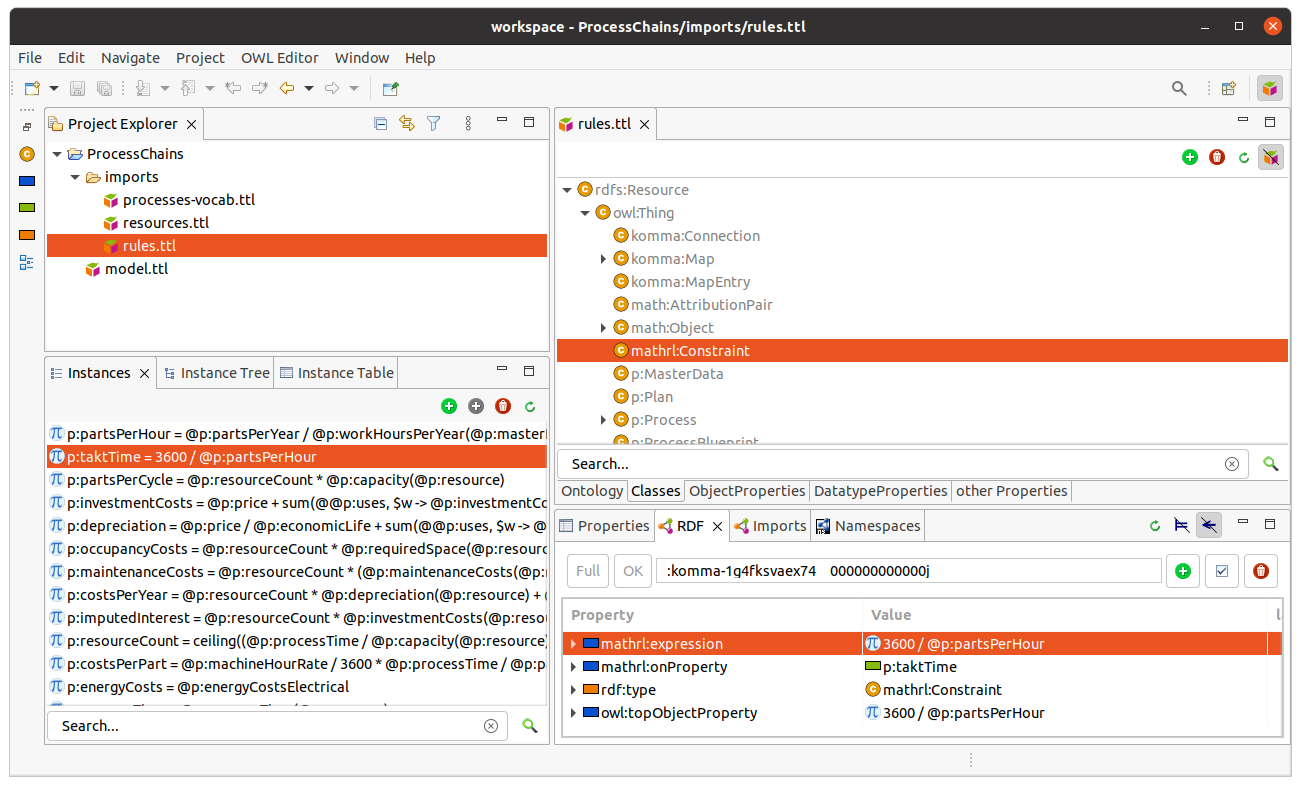 workspace - ProcessChains/imports/rules.ttl
File Edit Navigate Project OWL Editor Window Help
Project Explorer
ProcessChains
imports
processes-vocab.ttl
resources.ttl
rules.ttl
model.ttl
Instances Instance Tree Instance Table
p:partsPerHour = @p:partsPerYear / @p:workHoursPerYear(@p:master
p:taktTime = 3600 / @p:partsPerHour
p:partsPerCycle = @p:resourceCount * @p:capacity(@p:resource)
p:investmentCosts = @p:price + sum(@@p:uses, $w -> @p:investmentCo
p:depreciation = @p:price / @p:economicLife + sum(@@p:uses, $w -> @
p:occupancyCosts = @p:resourceCount * @p:requiredSpace(@p:resour
p:maintenanceCosts = @p:resourceCount * (@p:maintenanceCosts(@p:
p:costsPerYear = @p:resourceCount * @p:depreciation(@p:resource) +
p:imputedInterest = @p:resourceCount * @p:investmentCosts(@p:reso
p:resourceCount = ceiling((@p:processTime / @p:capacity(@p:resource
p:costsPerPart = @p:machineHourRate / 3600 * @p:processTime / @p:p
p:energyCosts = @p:energyCostsElectrical
Search...
rules.ttl
rdfs:Resource
owl:Thing
komma:Connection
komma:Map
komma:MapEntry
math:AttributionPair
math:Object
mathrl:Constraint
p:MasterData
p:Plan
p:Process
p:ProcessBlueprint
Search...
Ontology Classes ObjectProperties DatatypeProperties other Properties
Properties RDF Imports Namespaces
Full OK :komma-1g4fksvaex74 000000000000j
Property Value
mathrl:expression 3600 / @p:partsPerHour
mathrl:onProperty p:taktTime
rdf:type mathrl:Constraint
owl:topObjectProperty 3600 / @p:partsPerHour